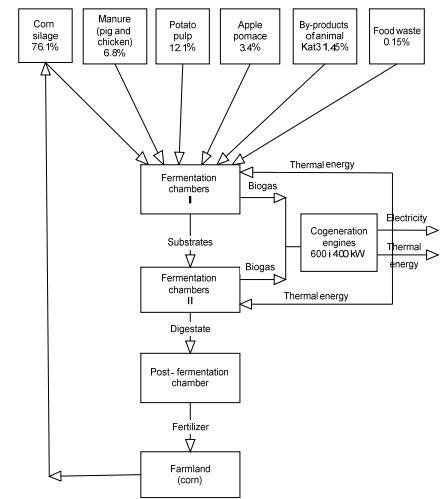 Corn
silage
76.1%
Manure
(pig and
chicken)
6.8%
Potato
pulp
12.1%
Apple
pomace
3.4%
By-products
of animal
Kat3 1.45%
Food waste
0.15%
Fermentation
chambers
I
Thermal energy
Biogas
Cogeneration
engines
600 i 400 kW
Electricity
Thermal
energy
Substrates
Fermentation
chambers
II
Biogas
Thermal energy
Digestate
Post-fermentation
chamber
Fertilizer
Farmland
(corn)